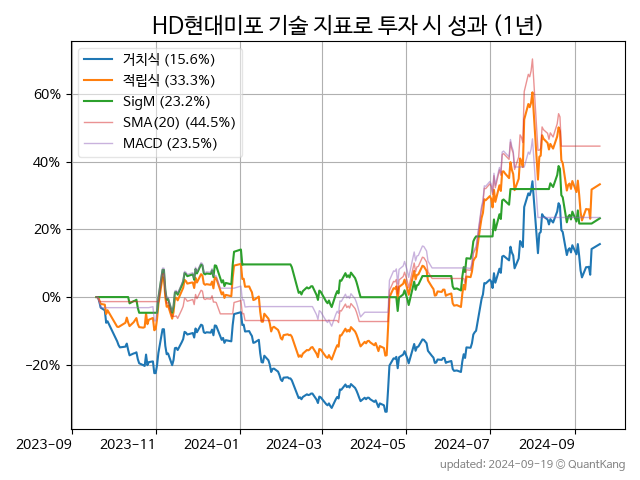 HD현대미포 기술 지표로 투자 시 성과 (1년)
거치식 (15.6%)
적립식 (33.3%)
SigM (23.2%)
SMA(20) (44.5%)
MACD (23.5%)
60%
40%
20%
0%
−20%
2023-09 2023-11 2024-01 2024-03 2024-05 2024-07 2024-09
updated: 2024-09-19 © QuantKang